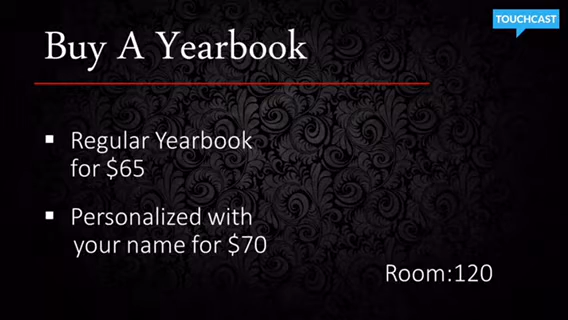 TOUCHCAST
Buy A Yearbook
▪ Regular Yearbook
for $65
▪ Personalized with
your name for $70
Room:120